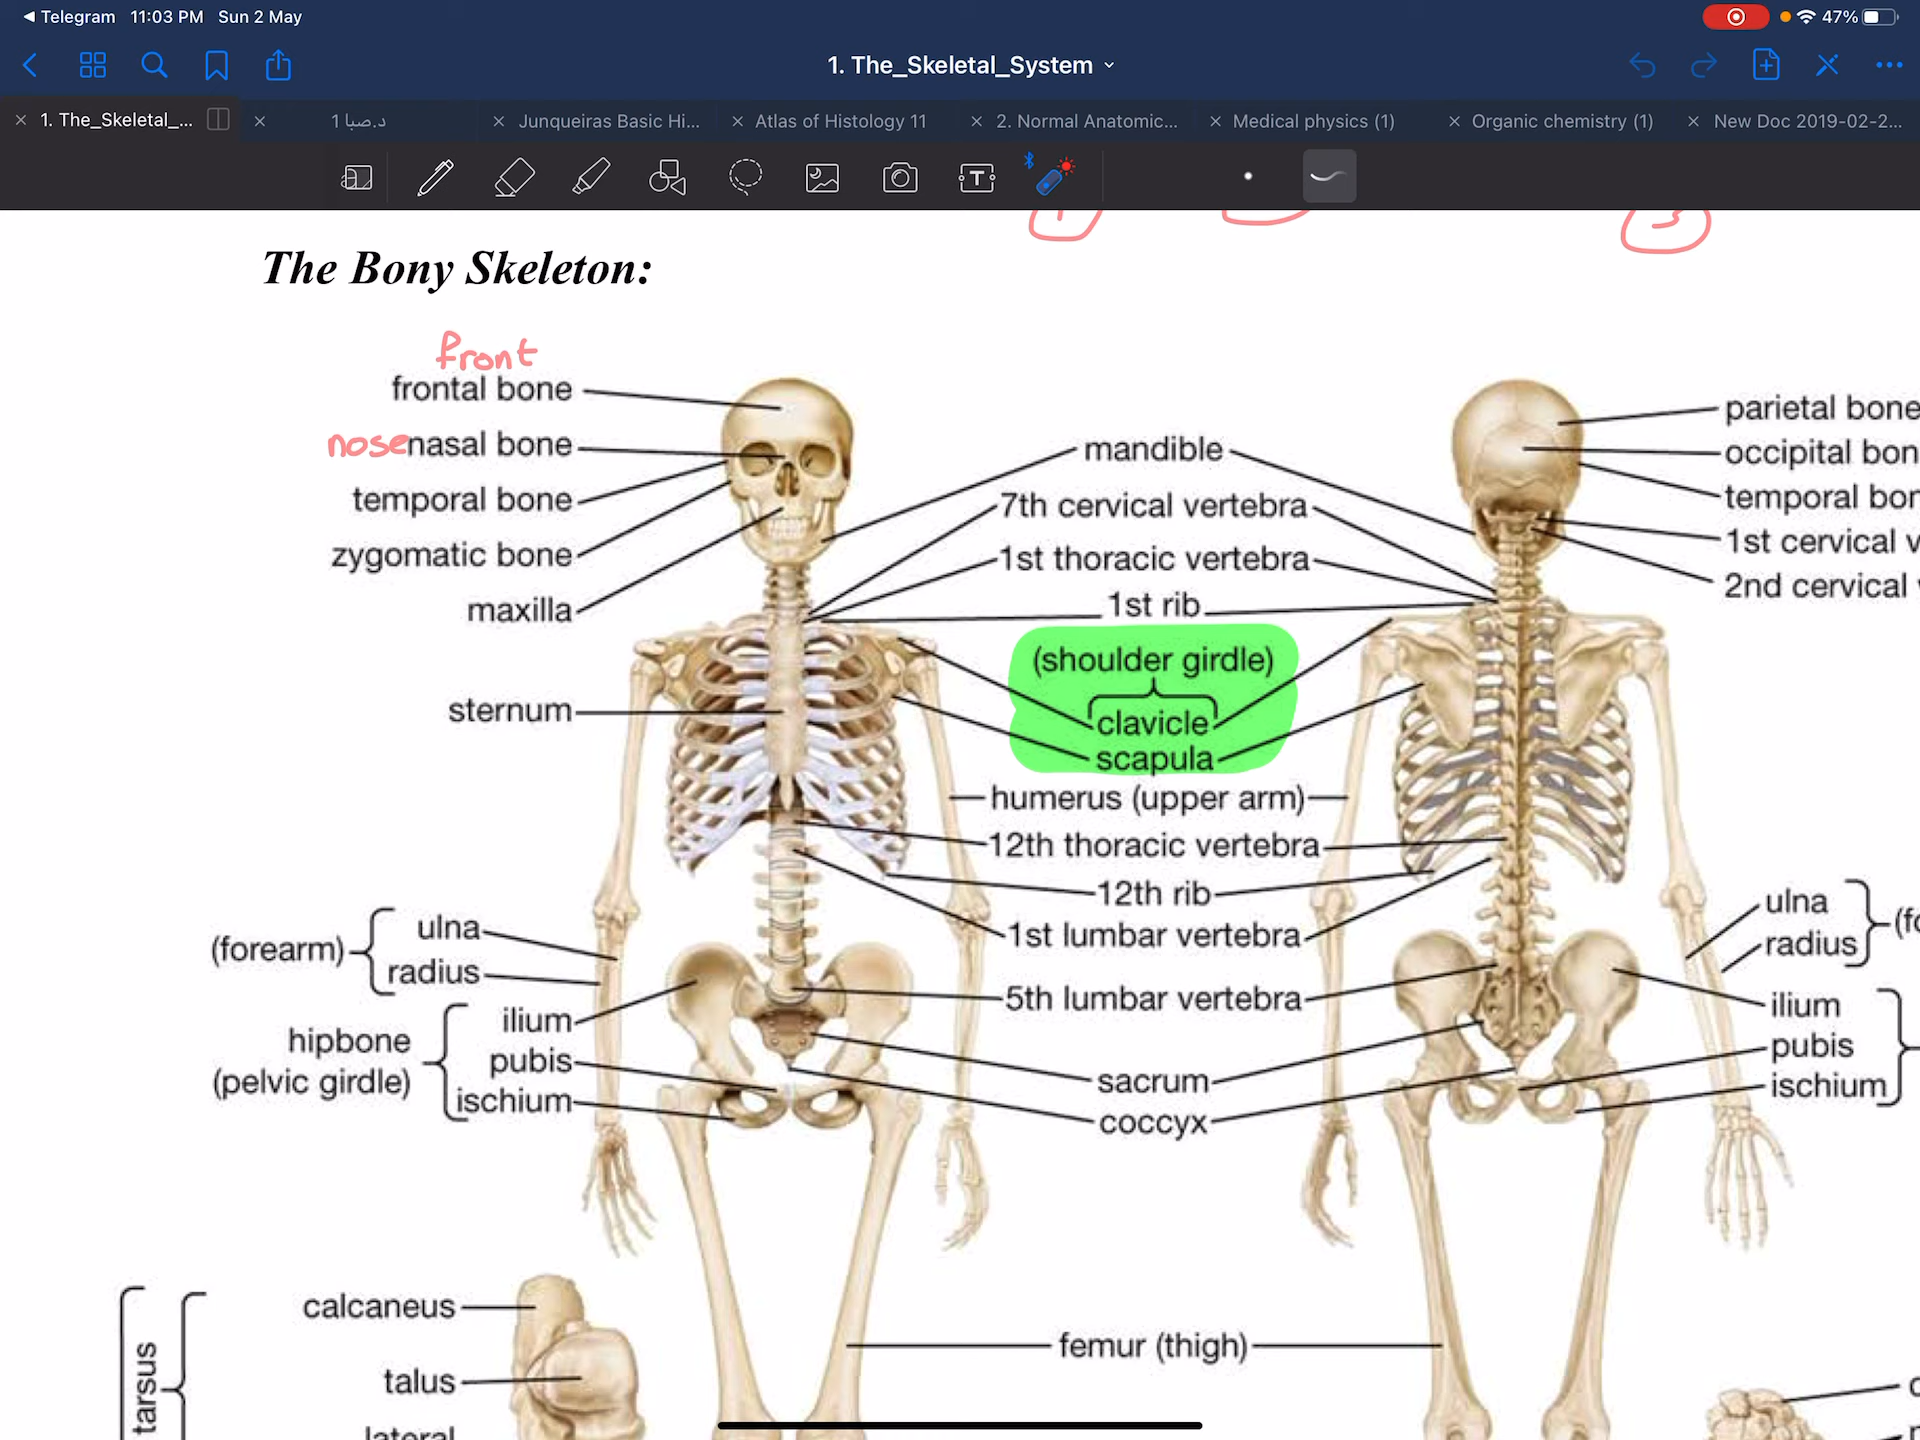 Telegram 11:03 PM Sun 2 May
47%
1. The_Skeletal_System
1. The_Skeletal_...
د.صبا 1
Junqueiras Basic Hi...
Atlas of Histology 11
2. Normal Anatomic...
Medical physics (1)
Organic chemistry (1)
New Doc 2019-02-2...
The Bony Skeleton:
front
frontal bone
nose nasal bone
temporal bone
zygomatic bone
maxilla
sternum
mandible
7th cervical vertebra
1st thoracic vertebra
1st rib
(shoulder girdle)
clavicle
scapula
humerus (upper arm)
12th thoracic vertebra
12th rib
1st lumbar vertebra
5th lumbar vertebra
sacrum
coccyx
femur (thigh)
parietal bone
occipital bon
temporal bor
1st cervical v
2nd cervical
(forearm)
ulna
radius
hipbone
(pelvic girdle)
ilium
pubis
ischium
ulna
radius
(fo
ilium
pubis
ischium
tarsus
calcaneus
talus
lateral